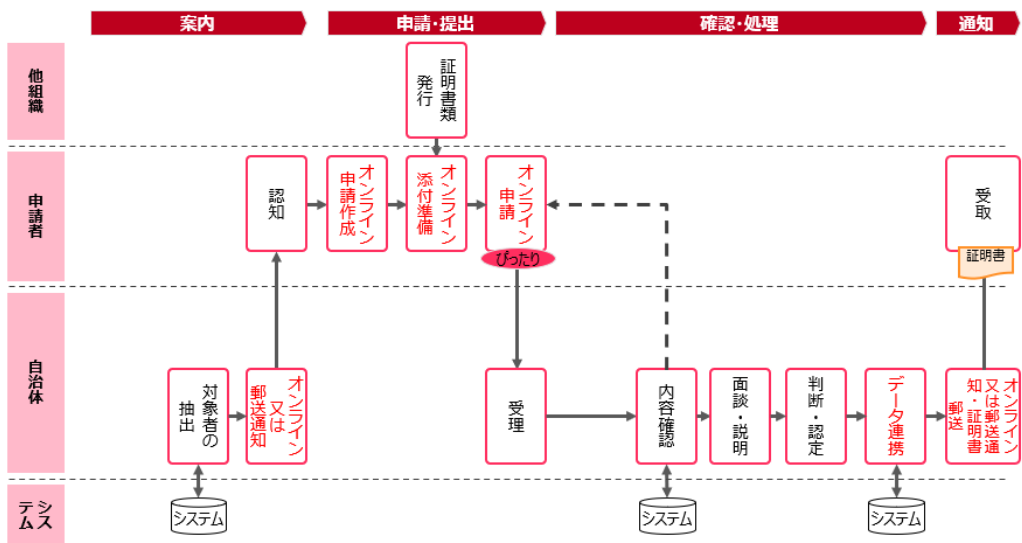 案内
申請・提出
確認・処理
通知
他組織
証明書類
発行
申請者
認知
オンライン
申請作成
オンライン
添付準備
オンライン
申請
ぴったり
受取
証明書
自治体
対象者の
抽出
オンライン
又は
郵送通知
受理
内容確認
面談・説明
判断・認定
データ連携
オンライン
又は郵送通
知・証明書
郵送
シス
テム
システム
システム
システム